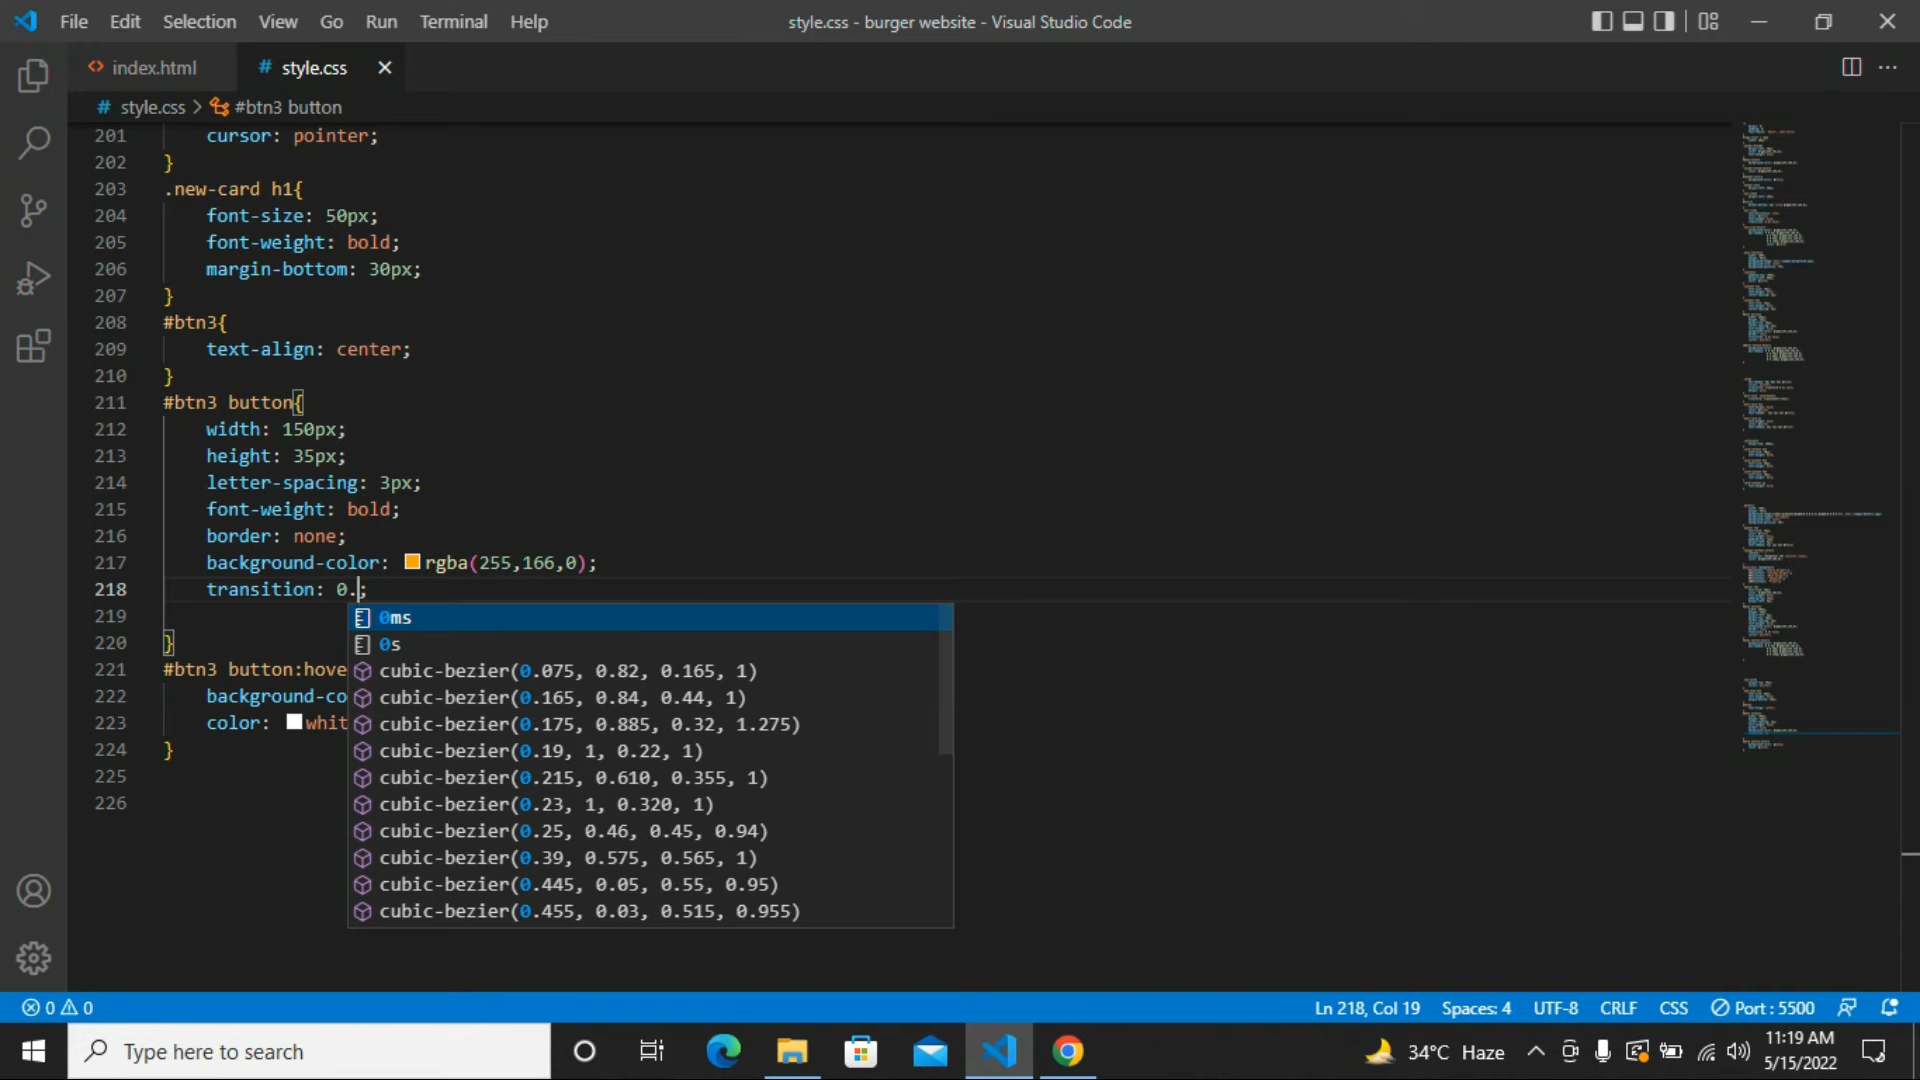 File Edit Selection View Go Run Terminal Help
style.css - burger website - Visual Studio Code
index.html
# style.css
# style.css > #btn3 button
201 cursor: pointer;
202 }
203 .new-card h1{
204 font-size: 50px;
205 font-weight: bold;
206 margin-bottom: 30px;
207 }
208 #btn3{
209 text-align: center;
210 }
211 #btn3 button{
212 width: 150px;
213 height: 35px;
214 letter-spacing: 3px;
215 font-weight: bold;
216 border: none;
217 background-color: rgba(255,166,0);
218 transition: 0.;
219
220 }
221 #btn3 button:hove
222 background-co
223 color: whit
224 }
225
226
0ms
0s
cubic-bezier(0.075, 0.82, 0.165, 1)
cubic-bezier(0.165, 0.84, 0.44, 1)
cubic-bezier(0.175, 0.885, 0.32, 1.275)
cubic-bezier(0.19, 1, 0.22, 1)
cubic-bezier(0.215, 0.610, 0.355, 1)
cubic-bezier(0.23, 1, 0.320, 1)
cubic-bezier(0.25, 0.46, 0.45, 0.94)
cubic-bezier(0.39, 0.575, 0.565, 1)
cubic-bezier(0.445, 0.05, 0.55, 0.95)
cubic-bezier(0.455, 0.03, 0.515, 0.955)
0 0
Ln 218, Col 19 Spaces: 4 UTF-8 CRLF CSS Port : 5500
Type here to search
34°C Haze
11:19 AM
5/15/2022